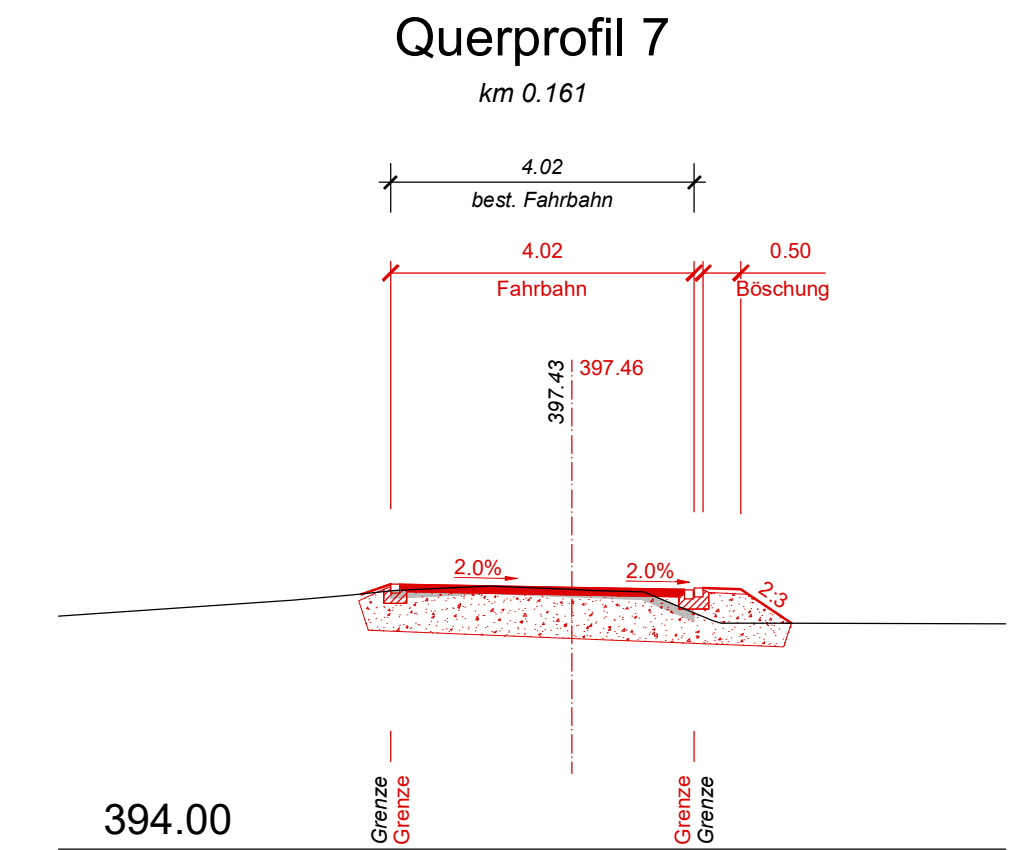 Querprofil 7
km 0.161
4.02
best. Fahrbahn
4.02
0.50
Fahrbahn
Böschung
397.43
397.46
2.0%
2.0%
2:3
Grenze
Grenze
Grenze
Grenze
394.00